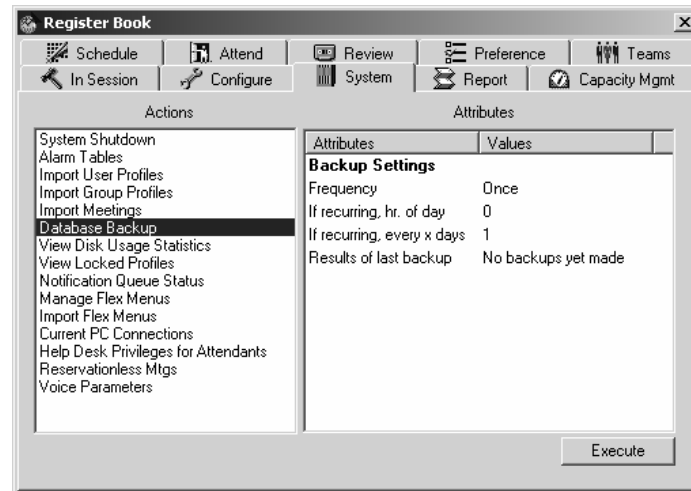 Register Book
Schedule Attend Review Preference Teams
In Session Configure System Report Capacity Mgmt
Actions
System Shutdown
Alarm Tables
Import User Profiles
Import Group Profiles
Import Meetings
Database Backup
View Disk Usage Statistics
View Locked Profiles
Notification Queue Status
Manage Flex Menus
Import Flex Menus
Current PC Connections
Help Desk Privileges for Attendants
Reservationless Mtgs
Voice Parameters
Attributes
Attributes Values
Backup Settings
Frequency Once
If recurring, hr. of day 0
If recurring, every x days 1
Results of last backup No backups yet made
Execute